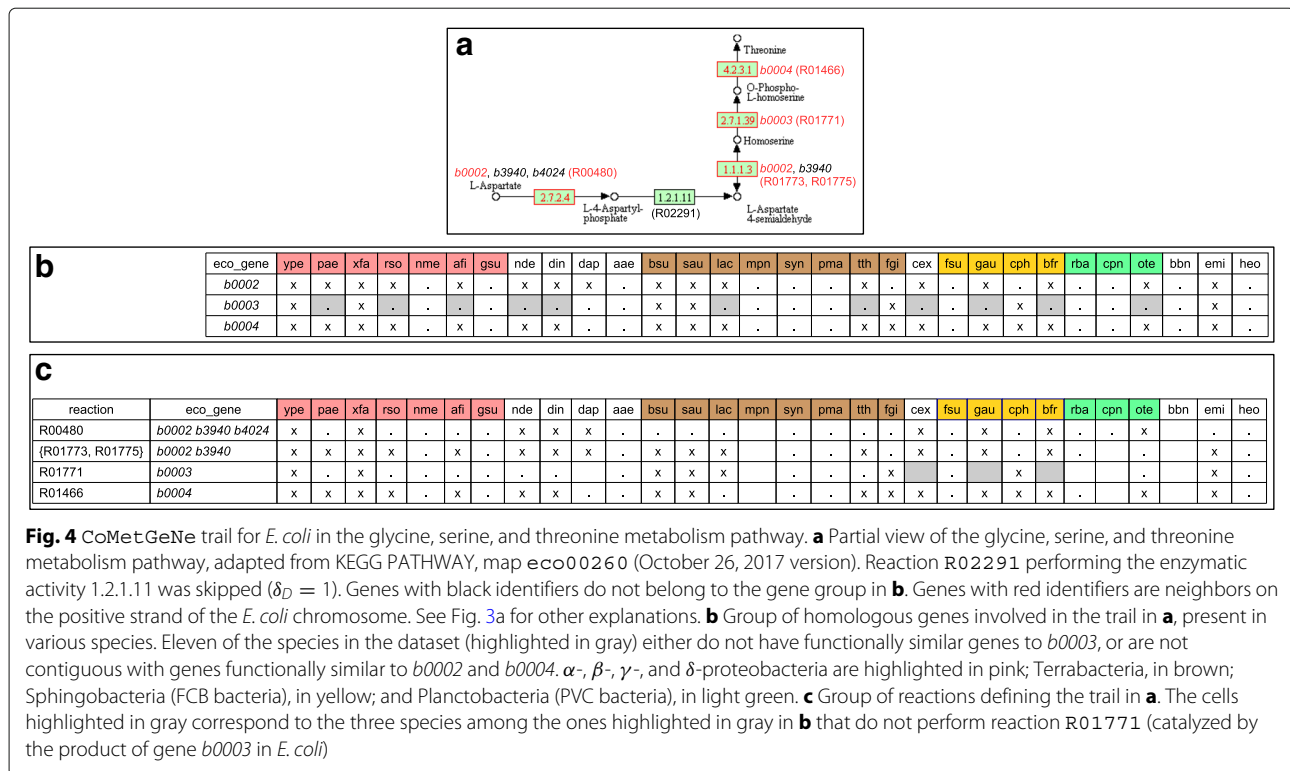 a
Threonine
4.2.3.1 b0004 (R01466)
O-Phospho-
L-homoserine
2.7.1.39 b0003 (R01771)
Homoserine
b0002, b3940, b4024 (R00480)
1.1.1.3 b0002, b3940
(R01773, R01775)
L-Aspartate
2.7.2.4 1.2.1.11
L-4-Aspartyl-
phosphate
(R02291)
L-Aspartate
4-semialdehyde
b
eco_gene ype pae xfa rso nme afi gsu nde din dap aae bsu sau lac mpn syn pma tth fgi cex fsu gau cph bfr rba cpn ote bbn emi heo
b0002 x x x x . x . x x x . x x x . . . x . x . x . x . . x . x .
b0003 x . x . . . . . . . . x x . . . . . x . . . x . . . . . x .
b0004 x x x x . x . x x . . x x x . . . x x x . x x x . . x . x .
c
reaction eco_gene ype pae xfa rso nme afi gsu nde din dap aae bsu sau lac mpn syn pma tth fgi cex fsu gau cph bfr rba cpn ote bbn emi heo
R00480 b0002 b3940 b4024 x . x . . . . x x x . . . . . . . . x . x . x . . x . .
{R01773, R01775} b0002 b3940 x x x x . x . x x x . x x x . . x . x . x . x . x x .
R01771 b0003 x . x . . . . . . . . x x x . . . x . x . . x .
R01466 b0004 x x x x . x . x x . . x x x . . x x x . x x x . x x .
Fig. 4 CoMetGeNe trail for E. coli in the glycine, serine, and threonine metabolism pathway. a Partial view of the glycine, serine, and threonine
metabolism pathway, adapted from KEGG PATHWAY, map eco00260 (October 26, 2017 version). Reaction R02291 performing the enzymatic
activity 1.2.1.11 was skipped (δD = 1). Genes with black identifiers do not belong to the gene group in b. Genes with red identifiers are neighbors on
the positive strand of the E. coli chromosome. See Fig. 3a for other explanations. b Group of homologous genes involved in the trail in a, present in
various species. Eleven of the species in the dataset (highlighted in gray) either do not have functionally similar genes to b0003, or are not
contiguous with genes functionally similar to b0002 and b0004. α-, β-, γ-, and δ-proteobacteria are highlighted in pink; Terrabacteria, in brown;
Sphingobacteria (FCB bacteria), in yellow; and Planctobacteria (PVC bacteria), in light green. c Group of reactions defining the trail in a. The cells
highlighted in gray correspond to the three species among the ones highlighted in gray in b that do not perform reaction R01771 (catalyzed by
the product of gene b0003 in E. coli)